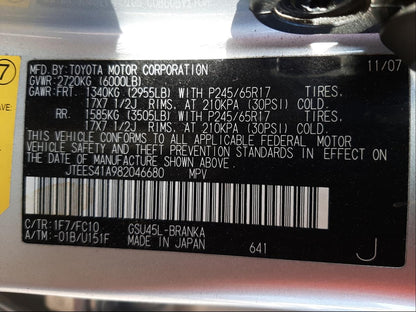 MFD. BY: TOYOTA MOTOR CORPORATION 11/07
GVWR: 2720KG (6000LB)
GAWR: FRT. 1340KG (2955LB) WITH P245/65R17 TIRES.
17X7 1/2J RIMS. AT 210KPA (30PSI) COLD.
RR. 1585KG (3505LB) WITH P245/65R17 TIRES.
17X7 1/2J RIMS. AT 210KPA (30PSI) COLD.
THIS VEHICLE CONFORMS TO ALL APPLICABLE FEDERAL MOTOR
VEHICLE SAFETY AND THEFT PREVENTION STANDARDS IN EFFECT ON THE
DATE OF MANUFACTURE SHOWN ABOVE.
JTEES41A982046680 MPV
C/TR: 1F7/FC10 GSU45L-BRANKA
A/TM: -01B/U151F MADE IN JAPAN 641 J
7
AVE: